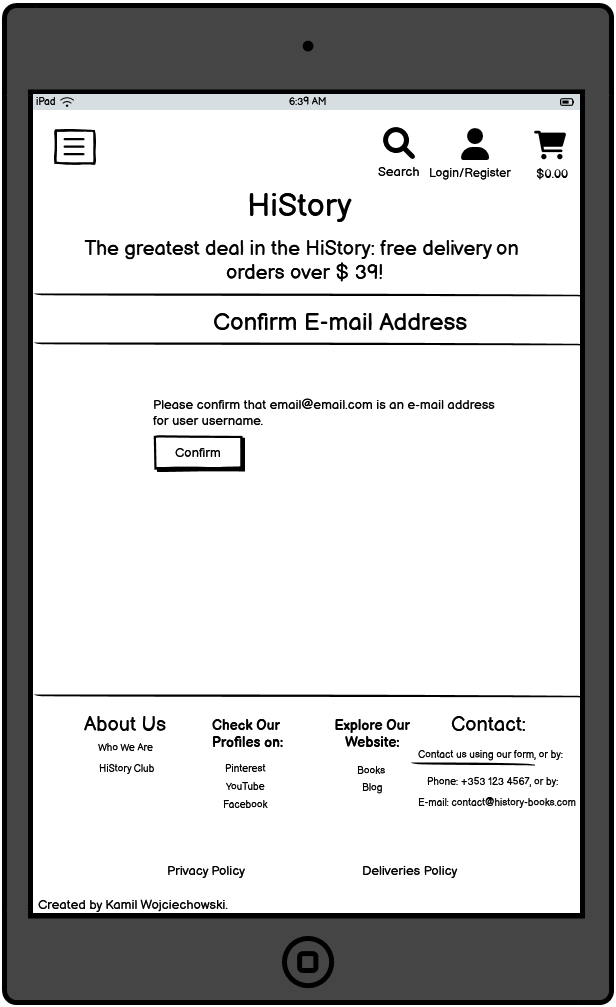 iPad
6:39 AM
Search
Login/Register
$0.00
HiStory
The greatest deal in the HiStory: free delivery on
orders over $ 39!
Confirm E-mail Address
Please confirm that email@email.com is an e-mail address
for user username.
Confirm
About Us
Who We Are
HiStory Club
Check Our
Profiles on:
Pinterest
YouTube
Facebook
Explore Our
Website:
Books
Blog
Contact:
Contact us using our form, or by:
Phone: +353 123 4567, or by:
E-mail: contact@history-books.com
Privacy Policy
Deliveries Policy
Created by Kamil Wojciechowski.